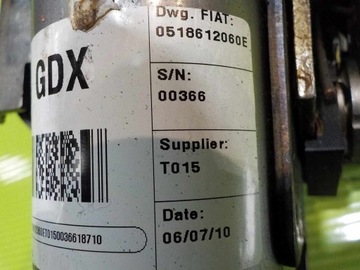 Dwg. FIAT:
0518612060E
GDX
S/N:
00366
Supplier:
T015
Date:
06/07/10